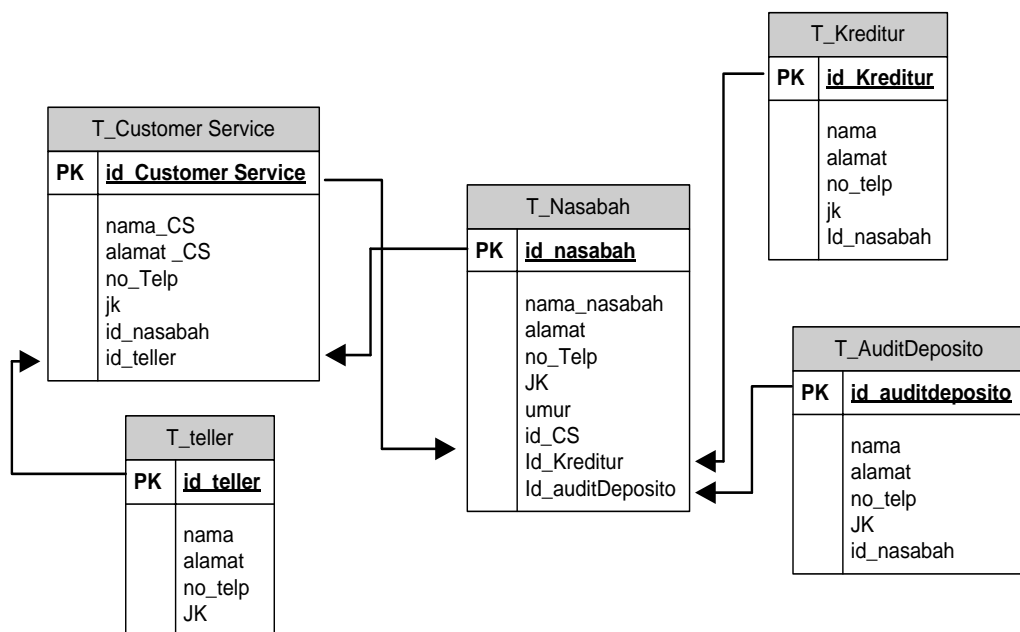 T_Kreditur
PK id_Kreditur
nama
alamat
no_telp
jk
Id_nasabah
T_Customer Service
PK id_Customer Service
nama_CS
alamat _CS
no_Telp
jk
id_nasabah
id_teller
T_Nasabah
PK id_nasabah
nama_nasabah
alamat
no_Telp
JK
umur
id_CS
Id_Kreditur
Id_auditDeposito
T_AuditDeposito
PK id_auditdeposito
nama
alamat
no_telp
JK
id_nasabah
T_teller
PK id_teller
nama
alamat
no_telp
JK